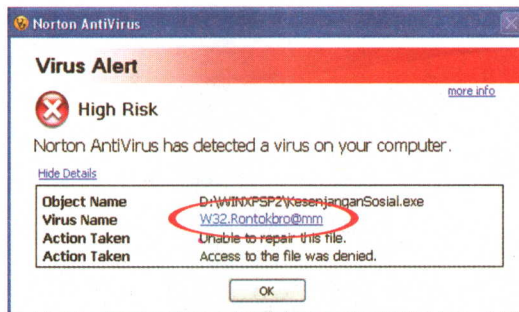 Norton AntiVirus
Virus Alert
more info
High Risk
Norton AntiVirus has detected a virus on your computer.
Hide Details
Object Name D:\WINXPSP2\KesenjanganSosial.exe
Virus Name W32.Rontokbro@mm
Action Taken Unable to repair this file.
Action Taken Access to the file was denied.
OK